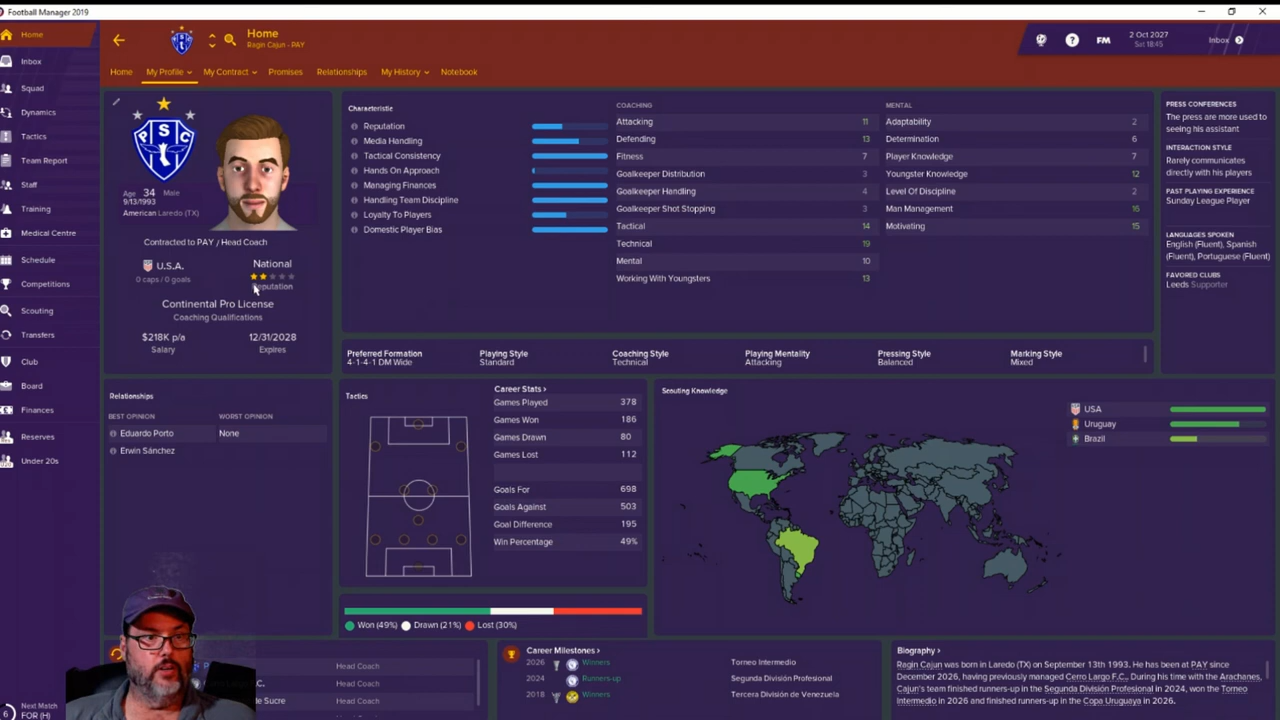 Football Manager 2019
Home
Inbox
Squad
Dynamics
Tactics
Team Report
Staff
Training
Medical Centre
Schedule
Competitions
Scouting
Transfers
Club
Board
Finances
Reserves
Under 20s
Next Match
FOR (H)
6
Home
Ragin Cajun - PAY
? FM
2 Oct 2027
Sat 18:45
Inbox
Home My Profile My Contract Promises Relationships My History Notebook
PSC
Age 34 Male
9/13/1993
American Laredo (TX)
Contracted to PAY / Head Coach
U.S.A.
0 caps / 0 goals
National
Reputation
Continental Pro License
Coaching Qualifications
$218K p/a
Salary
12/31/2028
Expires
Characteristic
Reputation
Media Handling
Tactical Consistency
Hands On Approach
Managing Finances
Handling Team Discipline
Loyalty To Players
Domestic Player Bias
COACHING
Attacking 11
Defending 13
Fitness 7
Goalkeeper Distribution 3
Goalkeeper Handling 4
Goalkeeper Shot Stopping 3
Tactical 14
Technical 19
Mental 10
Working With Youngsters 13
MENTAL
Adaptability 2
Determination 6
Player Knowledge 7
Youngster Knowledge 12
Level Of Discipline 2
Man Management 16
Motivating 15
PRESS CONFERENCES
The press are more used to
seeing his assistant
INTERACTION STYLE
Rarely communicates
directly with his players
PAST PLAYING EXPERIENCE
Sunday League Player
LANGUAGES SPOKEN
English (Fluent), Spanish
(Fluent), Portuguese (Fluent)
FAVORED CLUBS
Leeds Supporter
Preferred Formation
4-1-4-1 DM Wide
Playing Style
Standard
Coaching Style
Technical
Playing Mentality
Attacking
Pressing Style
Balanced
Marking Style
Mixed
Relationships
BEST OPINION WORST OPINION
Eduardo Porto None
Erwin Sánchez
Tactics
Career Stats >
Games Played 378
Games Won 186
Games Drawn 80
Games Lost 112
Goals For 698
Goals Against 503
Goal Difference 195
Win Percentage 49%
Won (49%) Drawn (21%) Lost (30%)
Scouting Knowledge
USA
Uruguay
Brazil
Head Coach
Head Coach
de Sucre Head Coach
Career Milestones >
2026 Winners Torneo Intermedio
2024 Runners-up Segunda División Profesional
2018 Winners Tercera División de Venezuela
Biography >
Ragin Cajun was born in Laredo (TX) on September 13th 1993. He has been at PAY since
December 2026, having previously managed Cerro Largo F.C.. During his time with the Arachanes,
Cajun's team finished runners-up in the Segunda División Profesional in 2024, won the Torneo
Intermedio in 2026 and finished runners-up in the Copa Uruguaya in 2026.